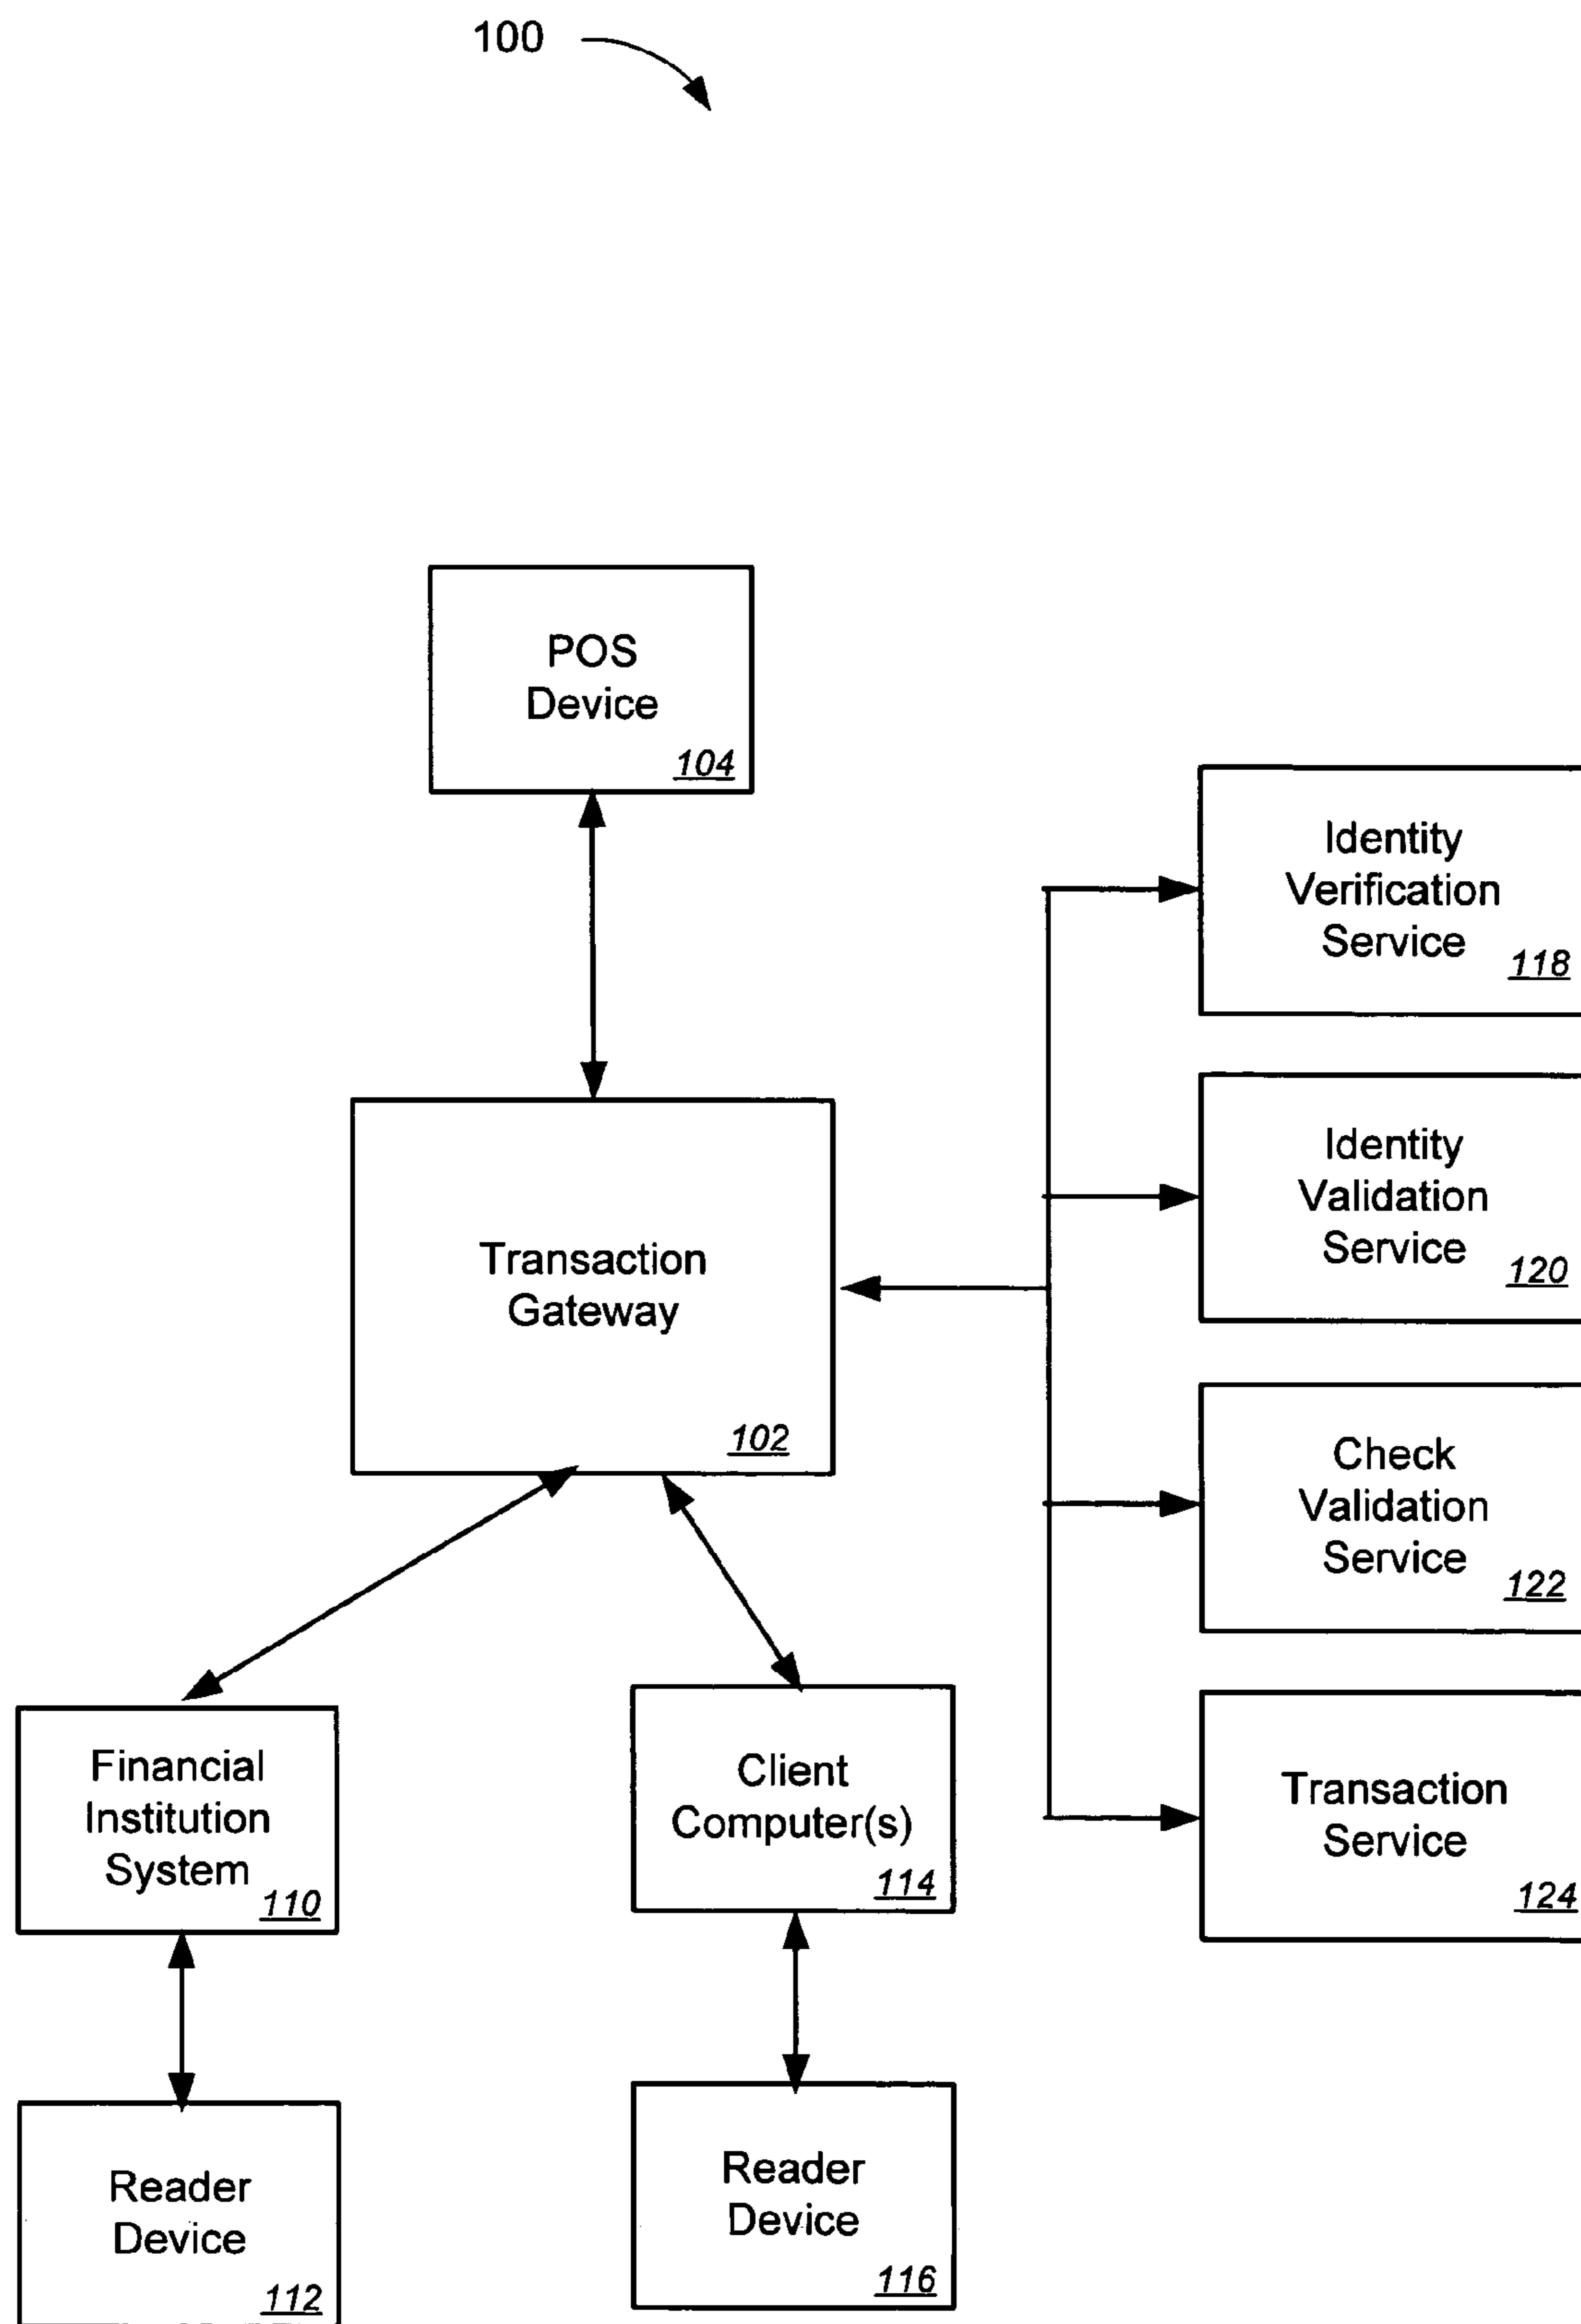 100
POS
Device
104
Identity
Verification
Service
118
Identity
Validation
Service
120
Transaction
Gateway
102
Check
Validation
Service
122
Financial
Institution
System
110
Client
Computer(s)
114
Transaction
Service
124
Reader
Device
112
Reader
Device
116